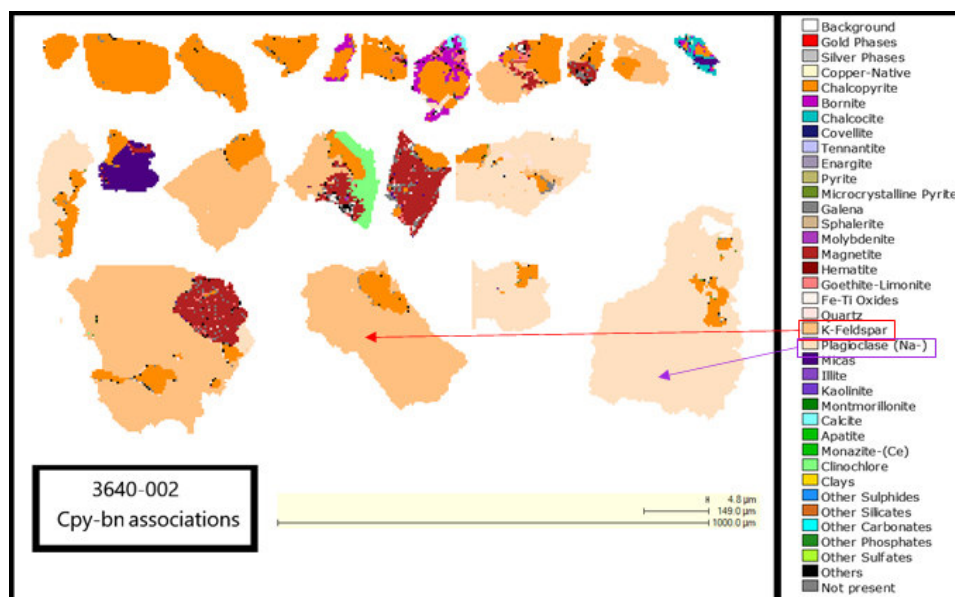 Background
Gold Phases
Silver Phases
Copper-Native
Chalcopyrite
Bornite
Chalcocite
Covellite
Tennantite
Enargite
Pyrite
Microcrystalline Pyrite
Galena
Sphalerite
Molybdenite
Magnetite
Hematite
Goethite-Limonite
Fe-Ti Oxides
Quartz
K-Feldspar
Plagioclase (Na-)
Micas
Illite
Kaolinite
Montmorillonite
Calcite
Apatite
Monazite-(Ce)
Clinochlore
Clays
Other Sulphides
Other Silicates
Other Carbonates
Other Phosphates
Other Sulfates
Others
Not present
3640-002
Cpy-bn associations
4.8 µm
149.0 µm
1000.0 µm